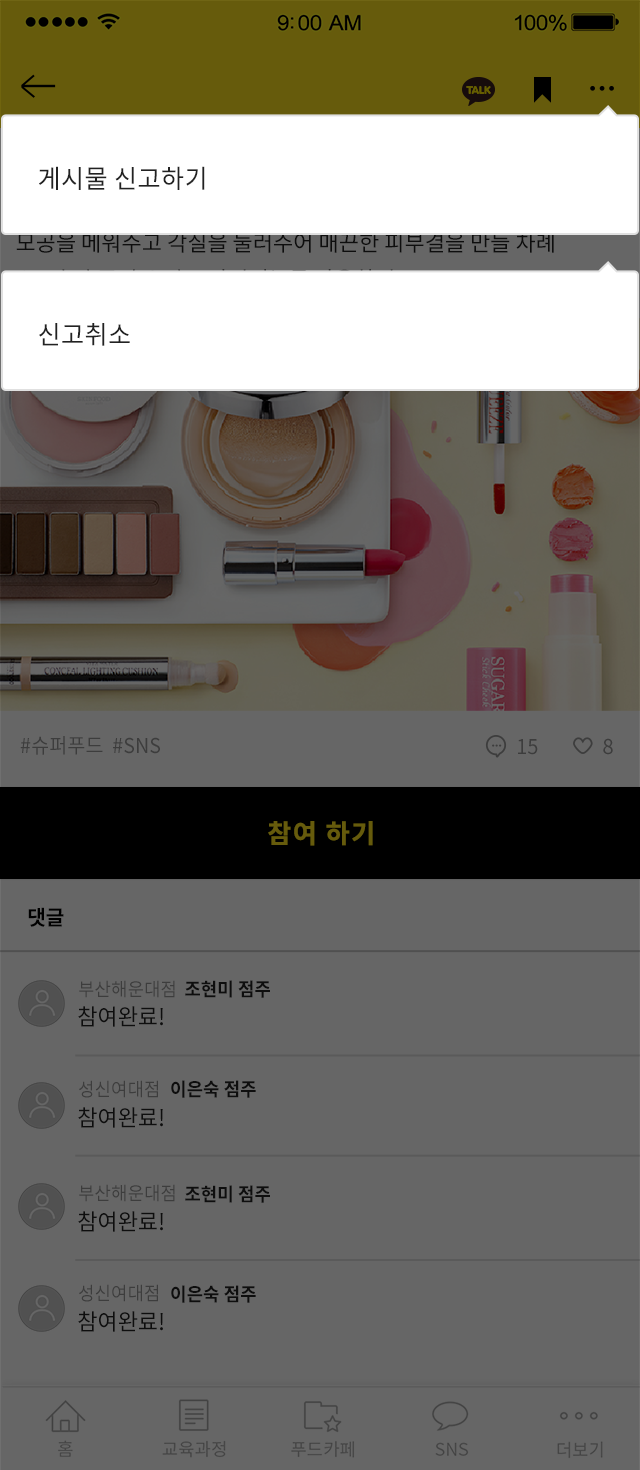 9:00 AM 100%
TALK
게시물 신고하기
모공을 메워주고 각질을 눌러주어 매끈한 피부결을 만들 차례
신고취소
CONCEAL LIGHTING CUSHION
SUGAR
Stick Cheek
#슈퍼푸드 #SNS 15 8
참여 하기
댓글
부산해운대점 조현미 점주
참여완료!
성신여대점 이은숙 점주
참여완료!
부산해운대점 조현미 점주
참여완료!
성신여대점 이은숙 점주
참여완료!
홈 교육과정 푸드카페 SNS 더보기